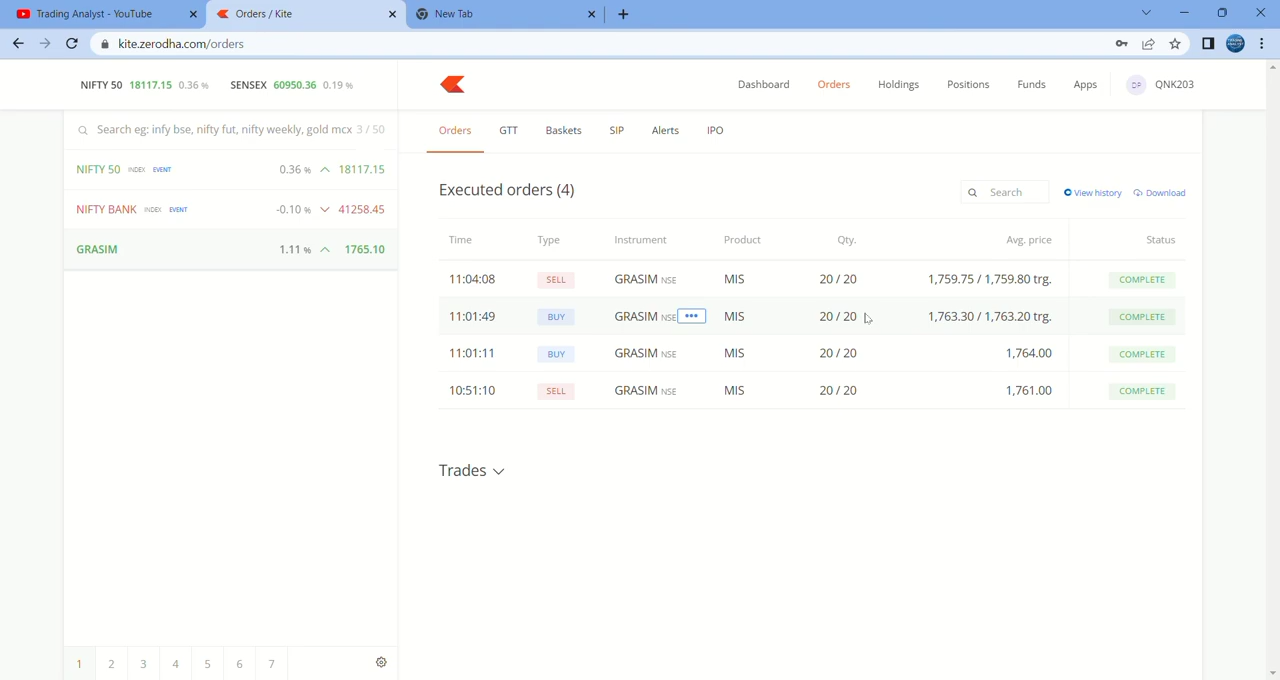 Trading Analyst - YouTube
Orders / Kite
New Tab
kite.zerodha.com/orders
NIFTY 50 18117.15 0.36 % SENSEX 60950.36 0.19 %
Dashboard Orders Holdings Positions Funds Apps DP QNK203
Search eg: infy bse, nifty fut, nifty weekly, gold mcx 3 / 50
NIFTY 50 INDEX EVENT 0.36 % 18117.15
NIFTY BANK INDEX EVENT -0.10 % 41258.45
GRASIM 1.11 % 1765.10
1 2 3 4 5 6 7
Orders GTT Baskets SIP Alerts IPO
Executed orders (4)
Search View history Download
Time Type Instrument Product Qty. Avg. price Status
11:04:08 SELL GRASIM NSE MIS 20 / 20 1,759.75 / 1,759.80 trg. COMPLETE
11:01:49 BUY GRASIM NSE ••• MIS 20 / 20 1,763.30 / 1,763.20 trg. COMPLETE
11:01:11 BUY GRASIM NSE MIS 20 / 20 1,764.00 COMPLETE
10:51:10 SELL GRASIM NSE MIS 20 / 20 1,761.00 COMPLETE
Trades